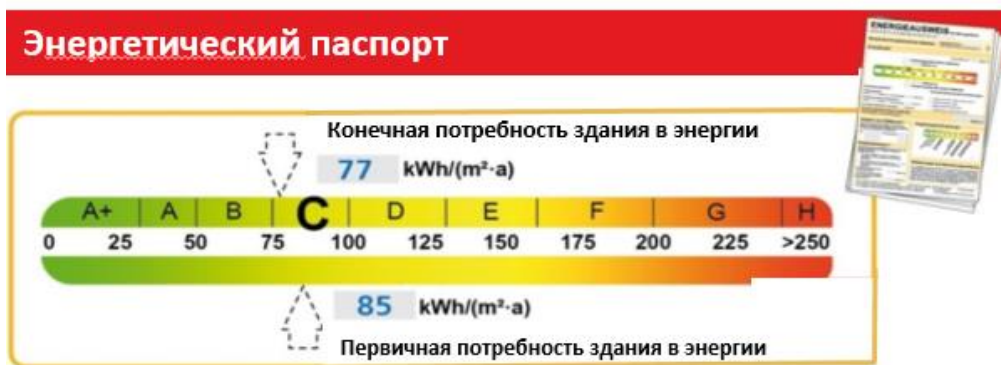 Энергетический паспорт
ENERGIEAUSWEIS
Конечная потребность здания в энергии
77 kWh/(m²·a)
A+ A B C D E F G H
0 25 50 75 100 125 150 175 200 225 >250
85 kWh/(m²·a)
Первичная потребность здания в энергии